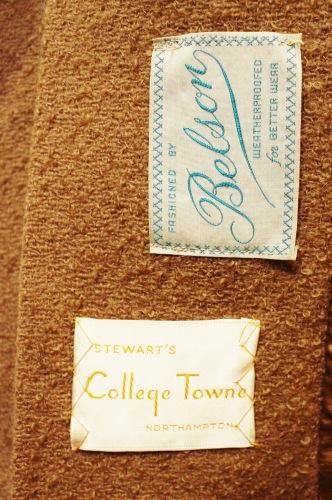 FASHIONED BY
Belson
WEATHERPROOFED
for BETTER WEAR
STEWART'S
College Towne
NORTHAMPTON